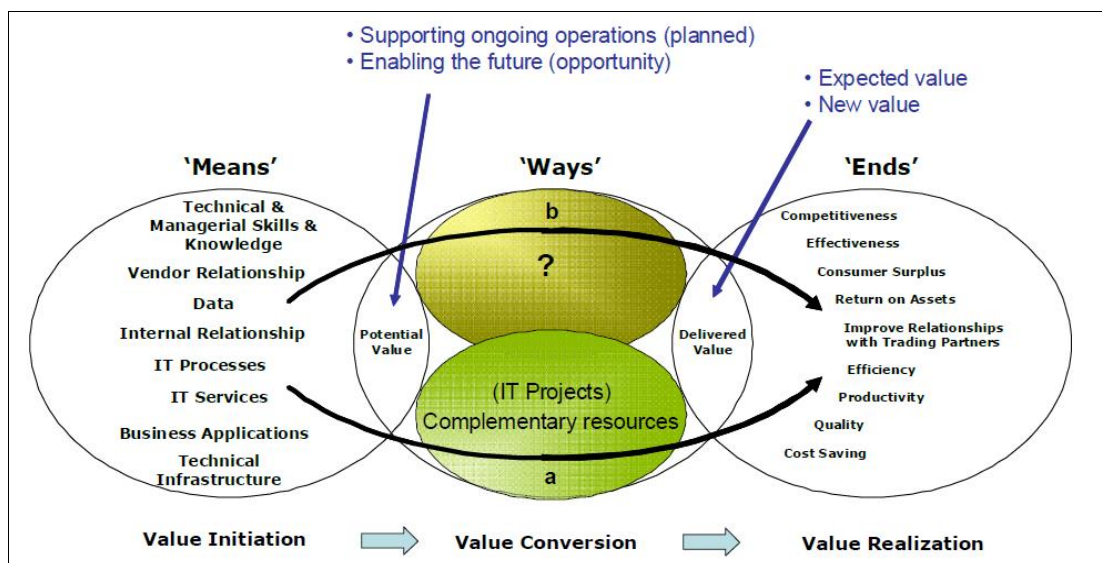 • Supporting ongoing operations (planned)
• Enabling the future (opportunity)
• Expected value
• New value
‘Means’
‘Ways’
‘Ends’
Technical &
Managerial Skills &
Knowledge
Vendor Relationship
Data
Internal Relationship
IT Processes
IT Services
Business Applications
Technical
Infrastructure
Potential
Value
b
?
(IT Projects)
Complementary resources
a
Delivered
Value
Competitiveness
Effectiveness
Consumer Surplus
Return on Assets
Improve Relationships
with Trading Partners
Efficiency
Productivity
Quality
Cost Saving
Value Initiation
Value Conversion
Value Realization